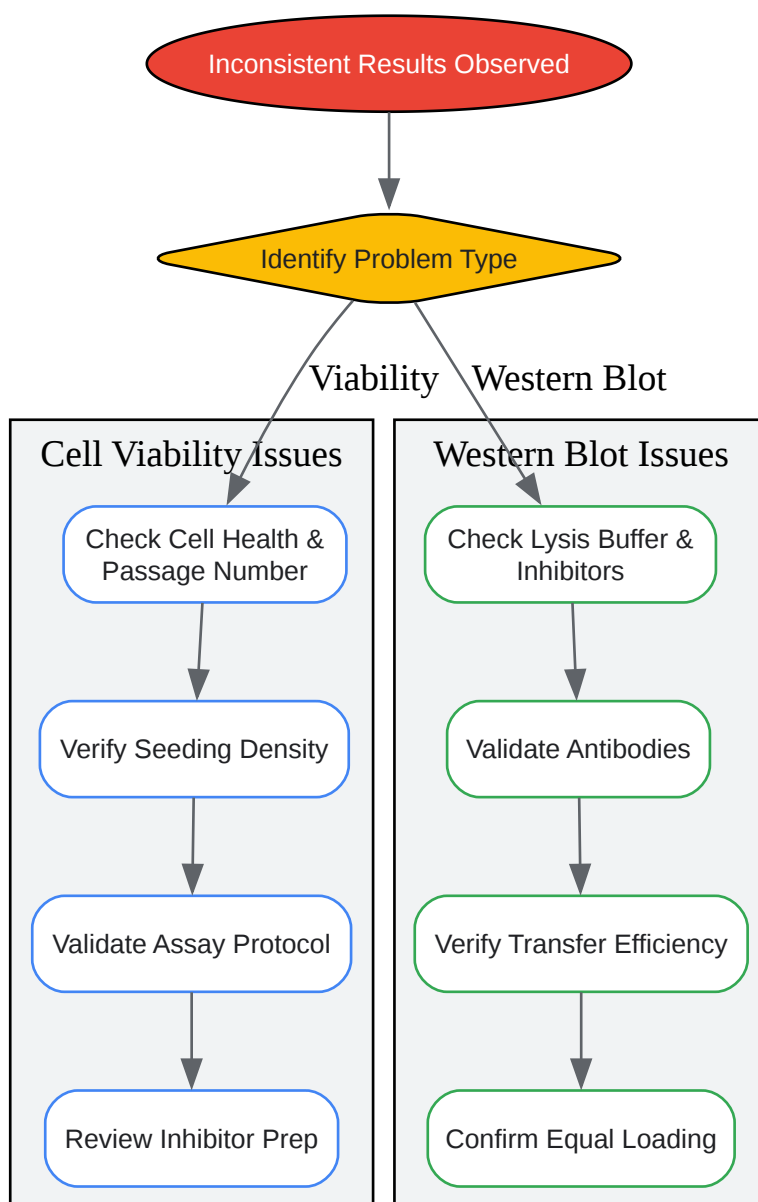 Inconsistent Results Observed
Identify Problem Type
Viability
Western Blot
Cell Viability Issues
Check Cell Health &
Passage Number
Verify Seeding Density
Validate Assay Protocol
Review Inhibitor Prep
Western Blot Issues
Check Lysis Buffer &
Inhibitors
Validate Antibodies
Verify Transfer Efficiency
Confirm Equal Loading